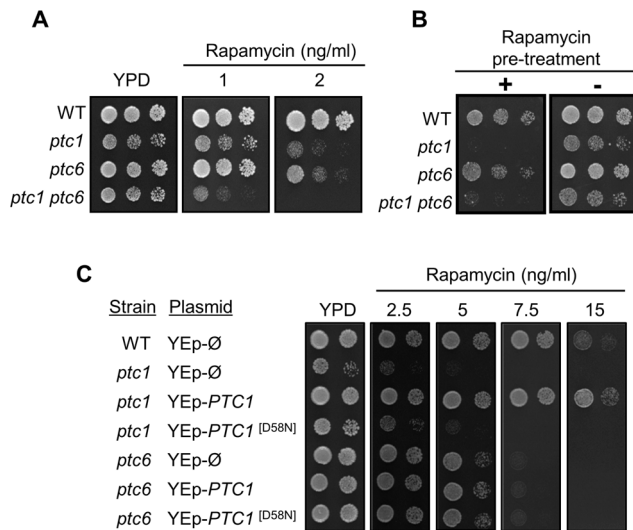 A
Rapamycin (ng/ml)
YPD 1 2
WT
ptc1
ptc6
ptc1 ptc6
B
Rapamycin
pre-treatment
+ -
WT
ptc1
ptc6
ptc1 ptc6
C
Rapamycin (ng/ml)
Strain Plasmid YPD 2.5 5 7.5 15
WT YEp-Ø
ptc1 YEp-Ø
ptc1 YEp-PTC1
ptc1 YEp-PTC1 [D58N]
ptc6 YEp-Ø
ptc6 YEp-PTC1
ptc6 YEp-PTC1 [D58N]